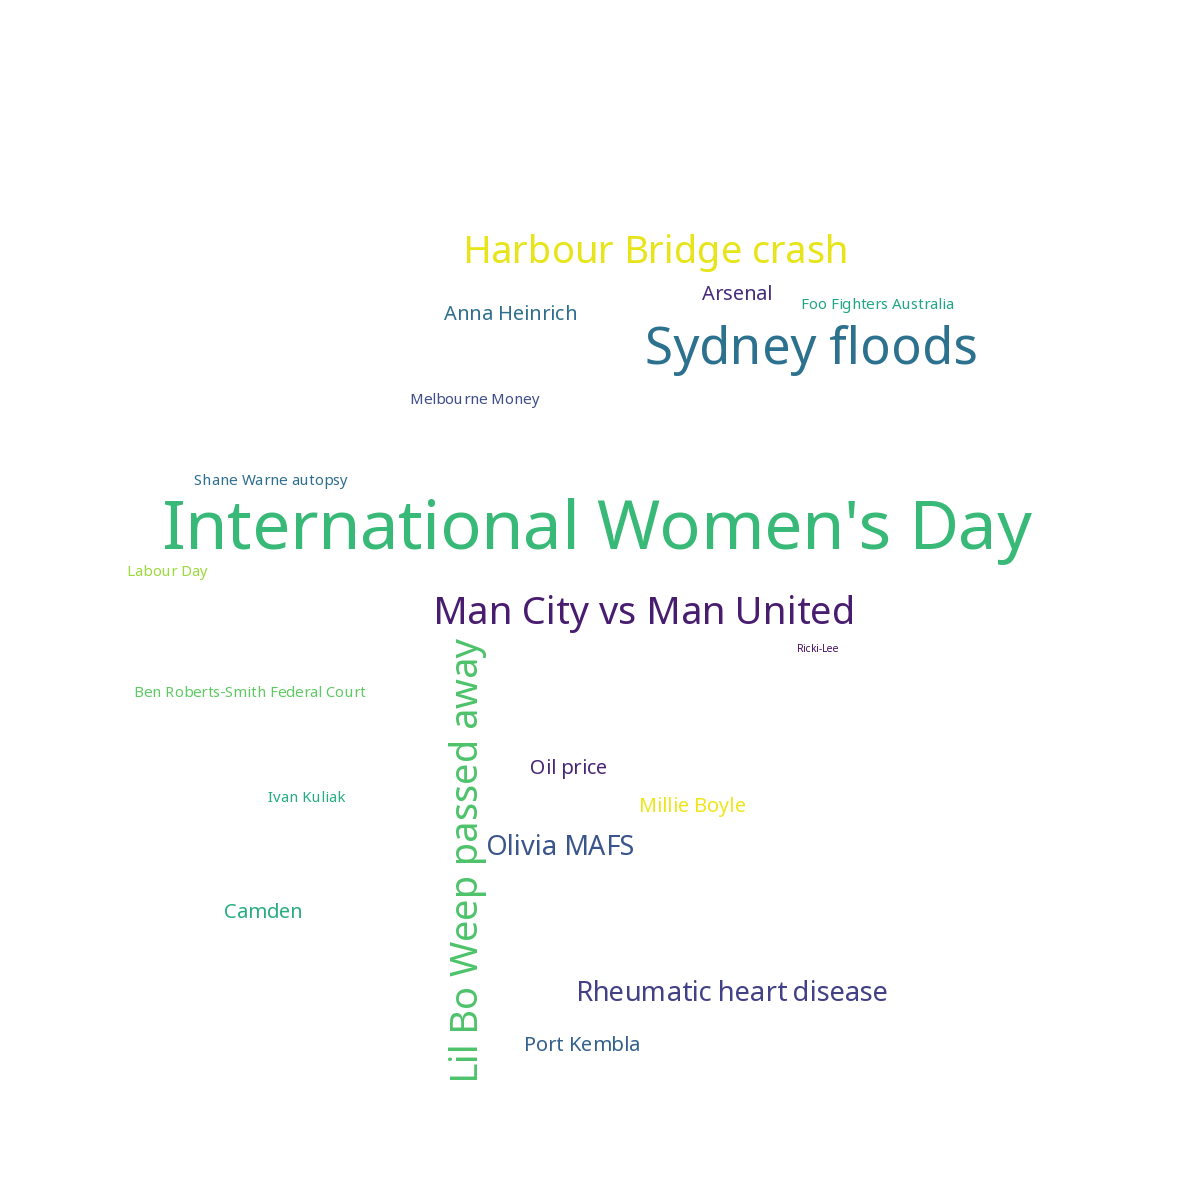 Harbour Bridge crash
Arsenal
Foo Fighters Australia
Anna Heinrich
Sydney floods
Melbourne Money
Shane Warne autopsy
International Women's Day
Labour Day
Man City vs Man United
Ricki-Lee
Lil Bo Weep passed away
Ben Roberts-Smith Federal Court
Oil price
Ivan Kuliak
Millie Boyle
Olivia MAFS
Camden
Rheumatic heart disease
Port Kembla